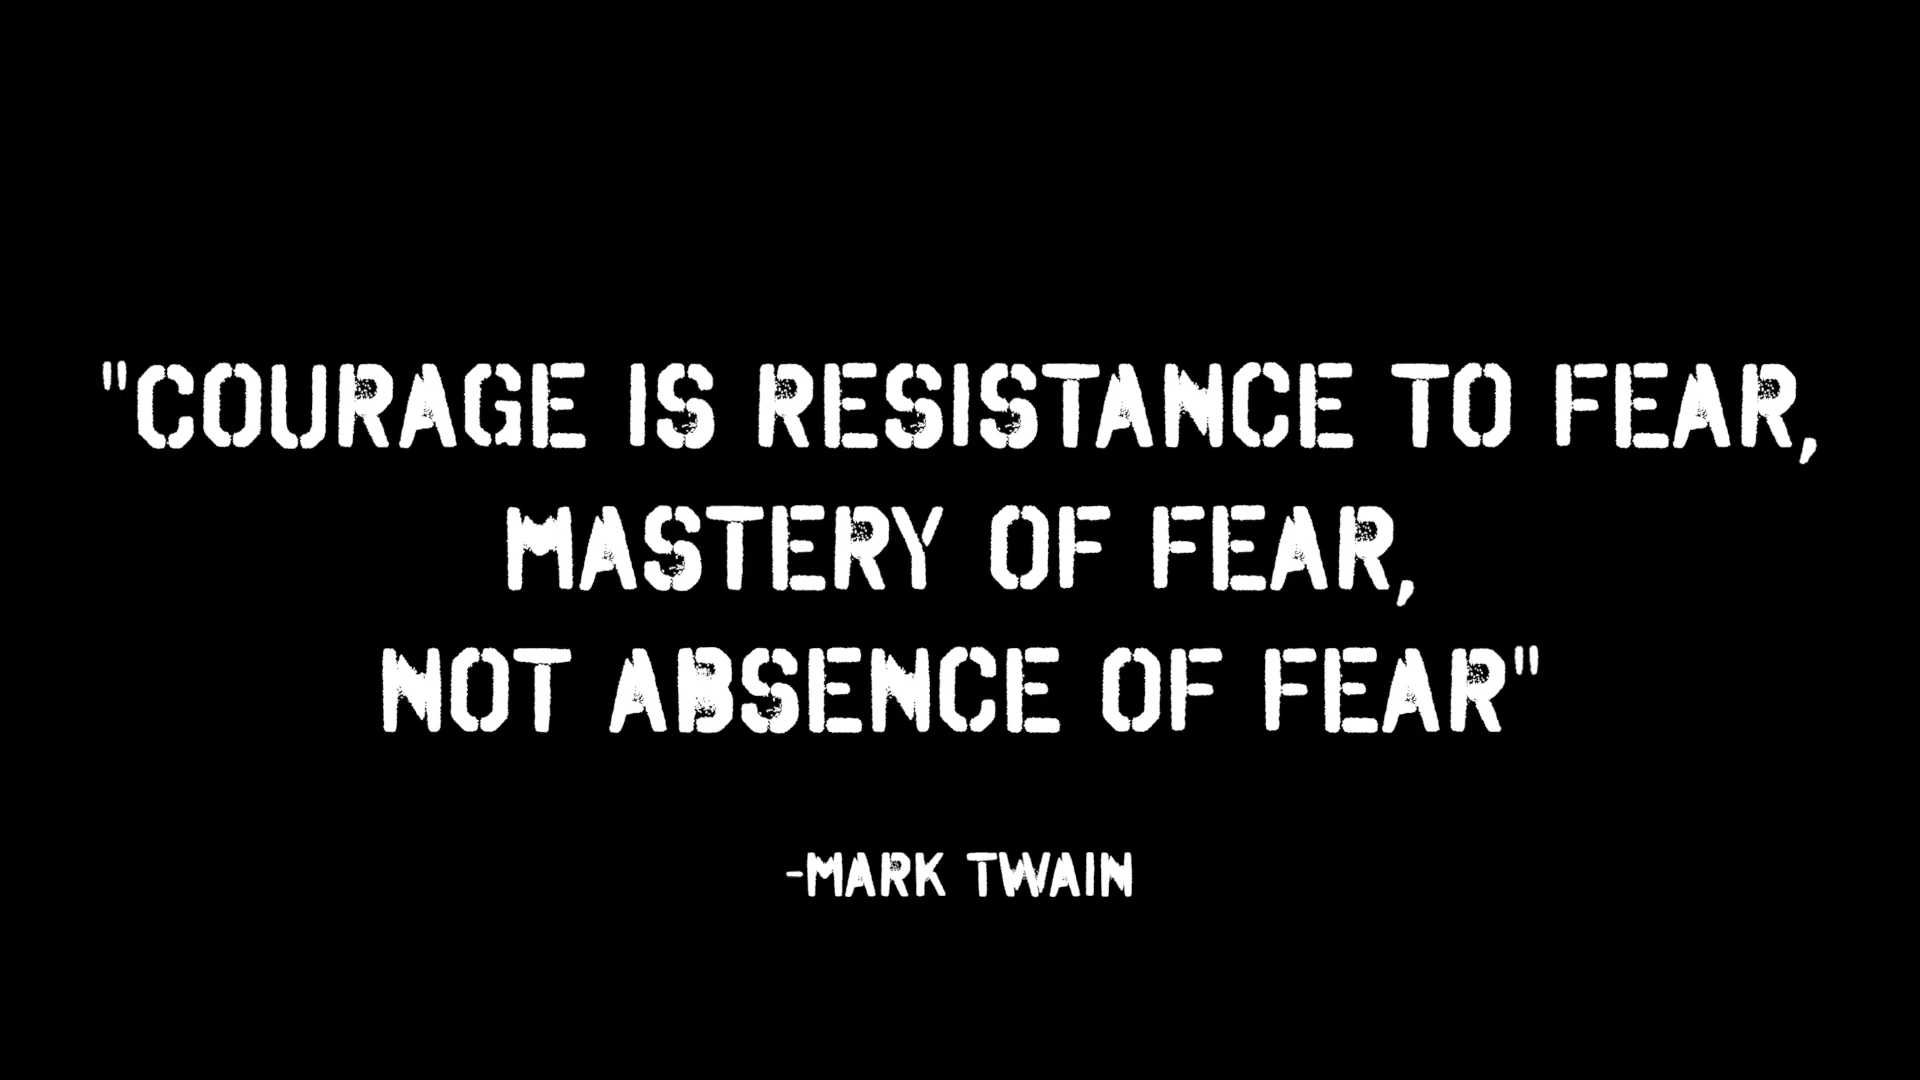 "COURAGE IS RESISTANCE TO FEAR,
MASTERY OF FEAR,
NOT ABSENCE OF FEAR"
-MARK TWAIN